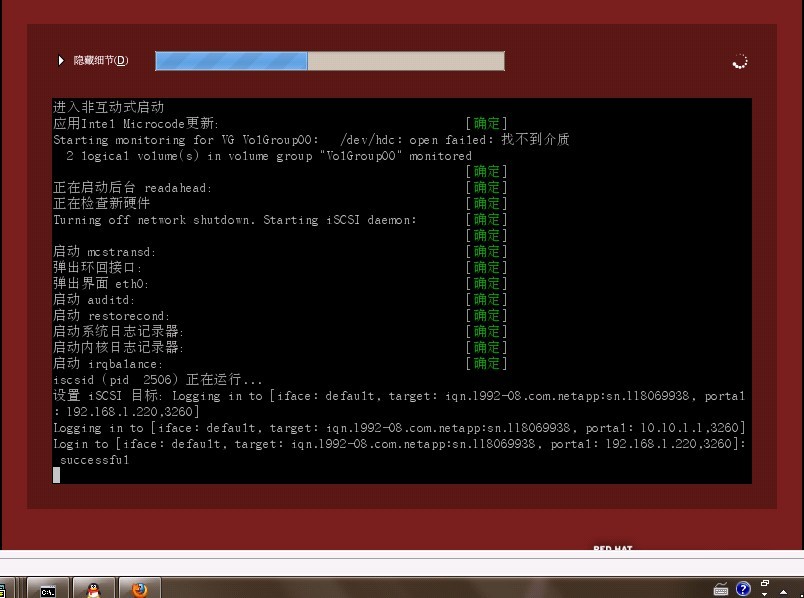 隐藏细节(D)
进入非互动式启动
应用Intel Microcode更新: [确定]
Starting monitoring for VG VolGroup00: /dev/hdc: open failed: 找不到介质
2 logical volume(s) in volume group "VolGroup00" monitored
[确定]
正在启动后台 readahead: [确定]
正在检查新硬件 [确定]
Turning off network shutdown. Starting iSCSI daemon: [确定]
[确定]
启动 mcstransd: [确定]
弹出环回接口: [确定]
弹出界面 eth0: [确定]
启动 auditd: [确定]
启动 restorecond: [确定]
启动系统日志记录器: [确定]
启动内核日志记录器: [确定]
启动 irqbalance: [确定]
iscsid (pid 2506) 正在运行...
设置 iSCSI 目标: Logging in to [iface: default, target: iqn.1992-08.com.netapp:sn.118069938, portal
: 192.168.1.220,3260]
Logging in to [iface: default, target: iqn.1992-08.com.netapp:sn.118069938, portal: 10.10.1.1,3260]
Login to [iface: default, target: iqn.1992-08.com.netapp:sn.118069938, portal: 192.168.1.220,3260]:
successful
RED HAT
C:\.